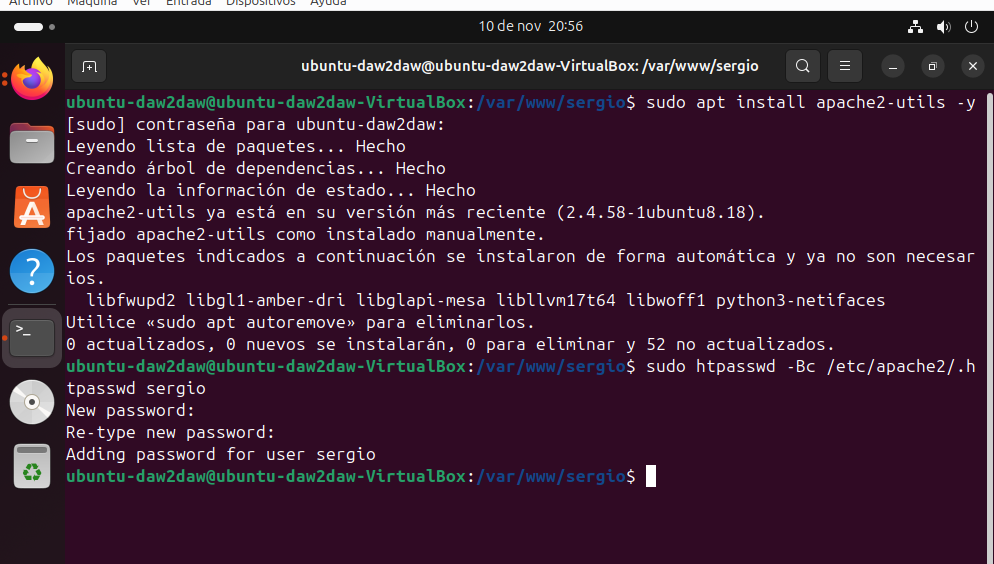 Archivo Máquina Ver Entrada Dispositivos Ayuda
10 de nov 20:56
ubuntu-daw2daw@ubuntu-daw2daw-VirtualBox: /var/www/sergio
ubuntu-daw2daw@ubuntu-daw2daw-VirtualBox:/var/www/sergio$ sudo apt install apache2-utils -y
[sudo] contraseña para ubuntu-daw2daw:
Leyendo lista de paquetes... Hecho
Creando árbol de dependencias... Hecho
Leyendo la información de estado... Hecho
apache2-utils ya está en su versión más reciente (2.4.58-1ubuntu8.18).
fijado apache2-utils como instalado manualmente.
Los paquetes indicados a continuación se instalaron de forma automática y ya no son necesar
ios.
libfwupd2 libgl1-amber-dri libglapi-mesa libllvm17t64 libwoff1 python3-netifaces
Utilice «sudo apt autoremove» para eliminarlos.
0 actualizados, 0 nuevos se instalarán, 0 para eliminar y 52 no actualizados.
ubuntu-daw2daw@ubuntu-daw2daw-VirtualBox:/var/www/sergio$ sudo htpasswd -Bc /etc/apache2/.h
tpasswd sergio
New password:
Re-type new password:
Adding password for user sergio
ubuntu-daw2daw@ubuntu-daw2daw-VirtualBox:/var/www/sergio$